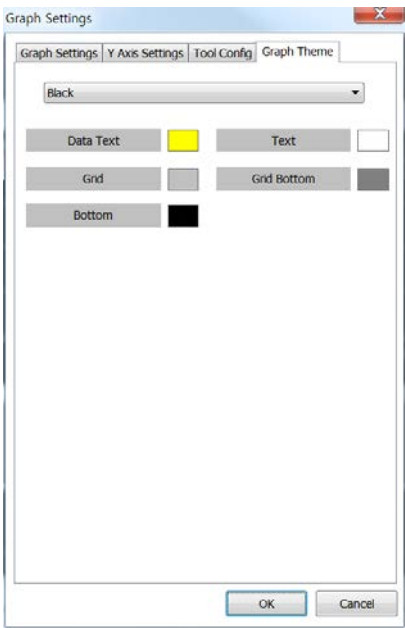 Graph Settings
Graph Settings Y Axis Settings Tool Config Graph Theme
Black
Data Text Text
Grid Grid Bottom
Bottom
OK Cancel